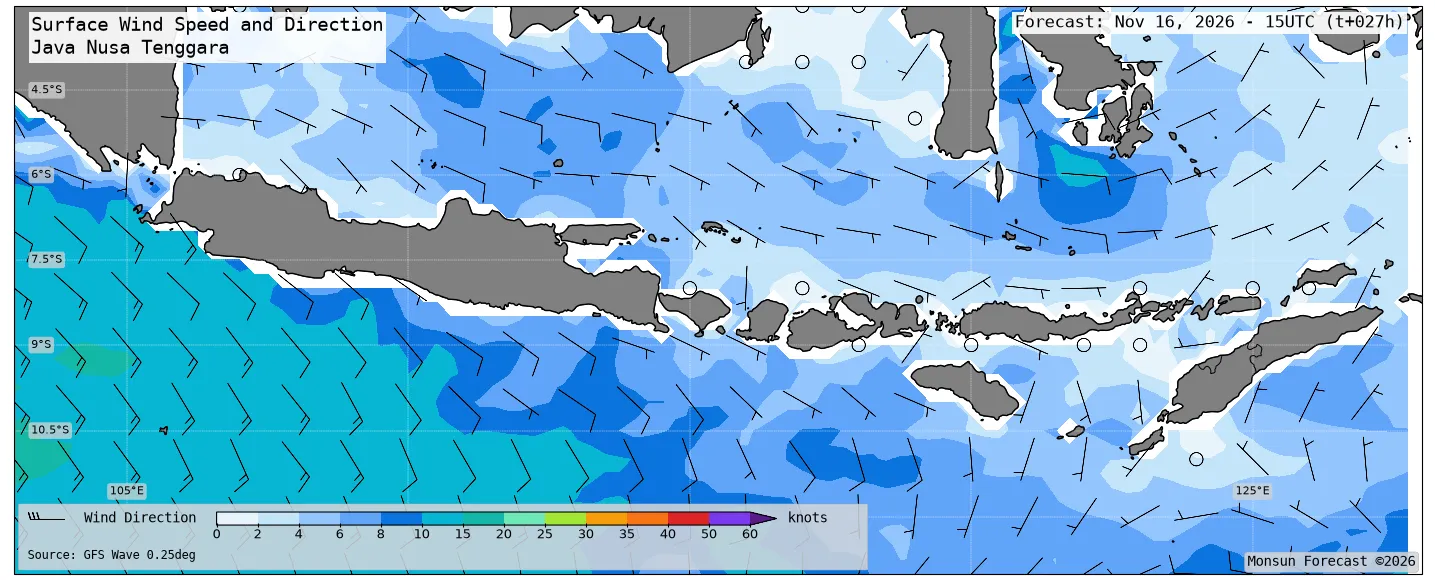 Surface Wind Speed and Direction
Java Nusa Tenggara
Forecast: Nov 16, 2026 - 15UTC (t+027h)
4.5°S
6°S
7.5°S
9°S
10.5°S
105°E
125°E
Wind Direction
0 2 4 6 8 10 15 20 25 30 35 40 50 60
knots
Source: GFS Wave 0.25deg
Monsun Forecast ©2026